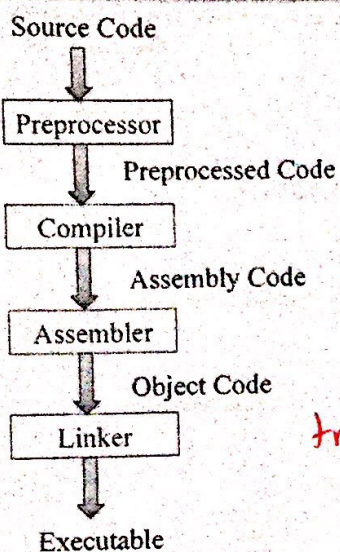 Source Code
Preprocessor
Preprocessed Code
Compiler
Assembly Code
Assembler
Object Code
Linker
Executable